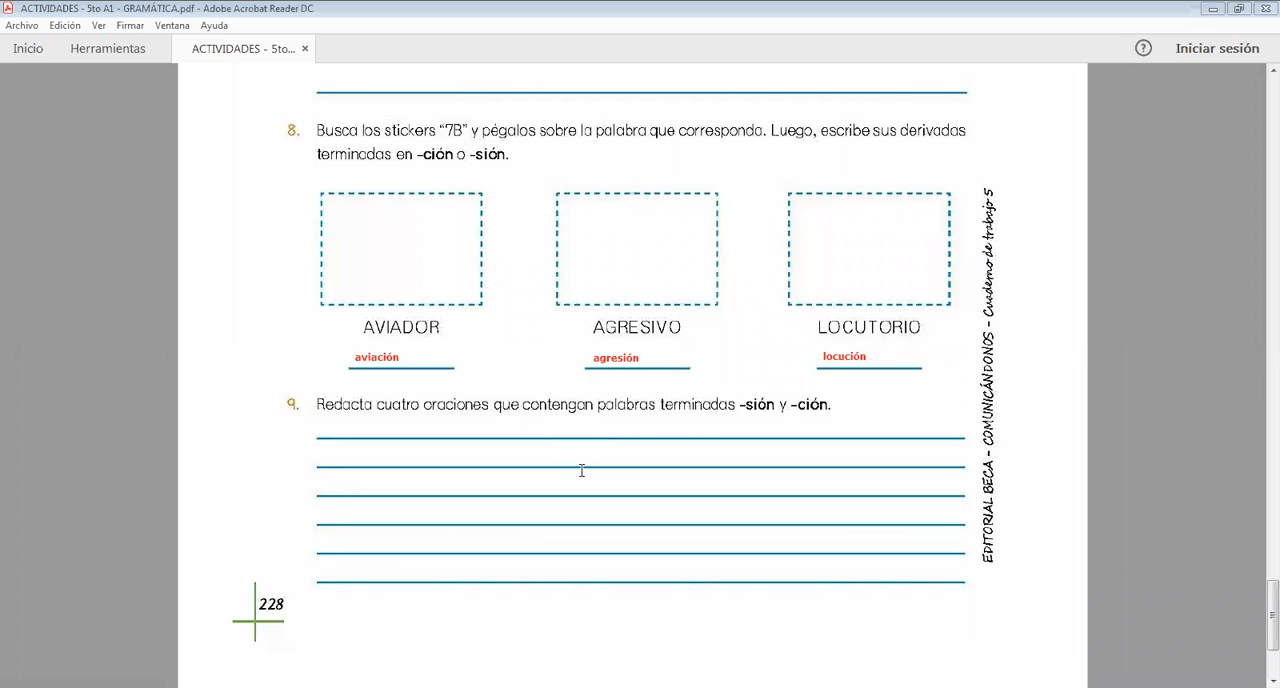 ACTIVIDADES - 5to A1 - GRAMÁTICA.pdf - Adobe Acrobat Reader DC
Archivo Edición Ver Firmar Ventana Ayuda
Inicio Herramientas ACTIVIDADES - 5to... × ? Iniciar sesión
8. Busca los stickers “7B” y pégalos sobre la palabra que corresponda. Luego, escribe sus derivadas
terminadas en -ción o -sión.
AVIADOR AGRESIVO LOCUTORIO
aviación agresión locución
9. Redacta cuatro oraciones que contengan palabras terminadas -sión y -ción.
228
EDITORIAL BECA - COMUNICÁNDONOS - Cuaderno de trabajo 5